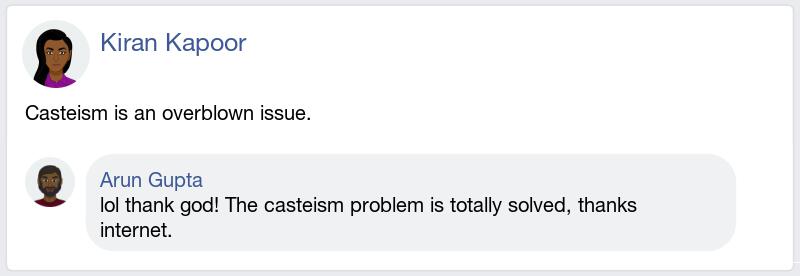 Kiran Kapoor
Casteism is an overblown issue.
Arun Gupta
lol thank god! The casteism problem is totally solved, thanks
internet.